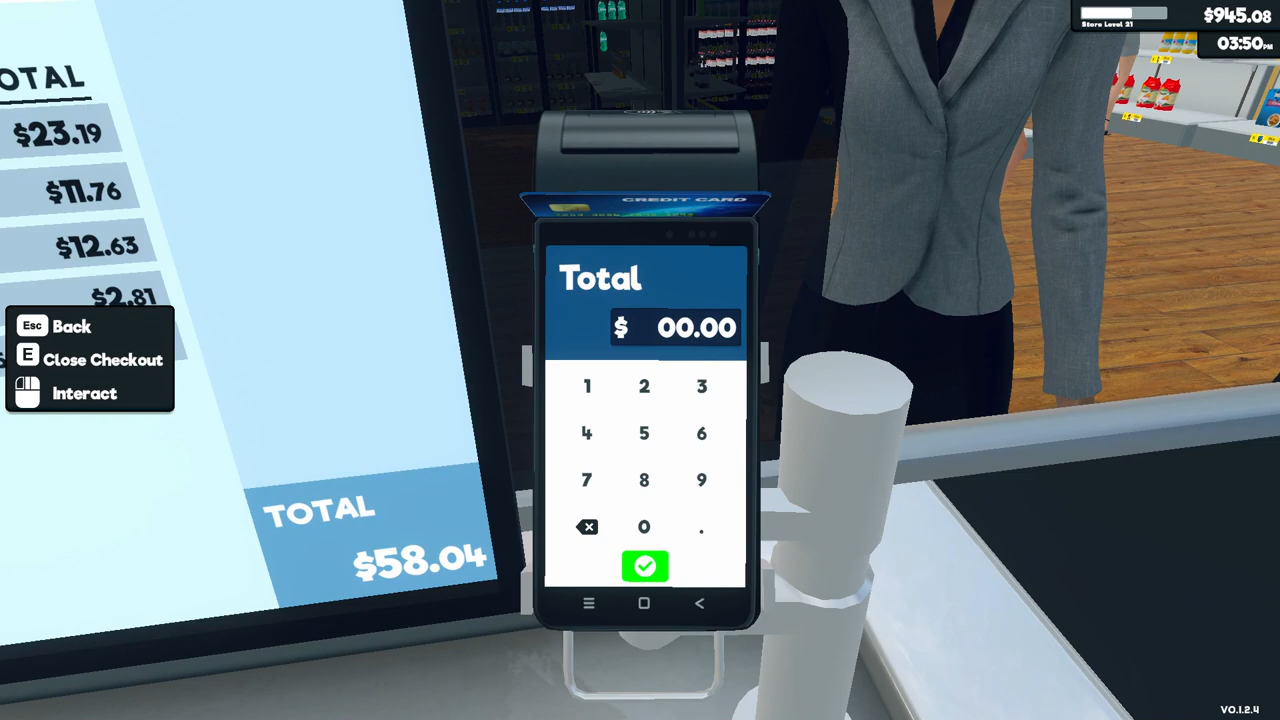 OTAL
$23.19
$11.76
$12.63
$2.81
Esc Back
E Close Checkout
Interact
TOTAL
$58.04
CREDIT CARD
Total
$ 00.00
1 2 3
4 5 6
7 8 9
0 .
Store Level 21
$945.08
03:50PM
V0.1.2.4